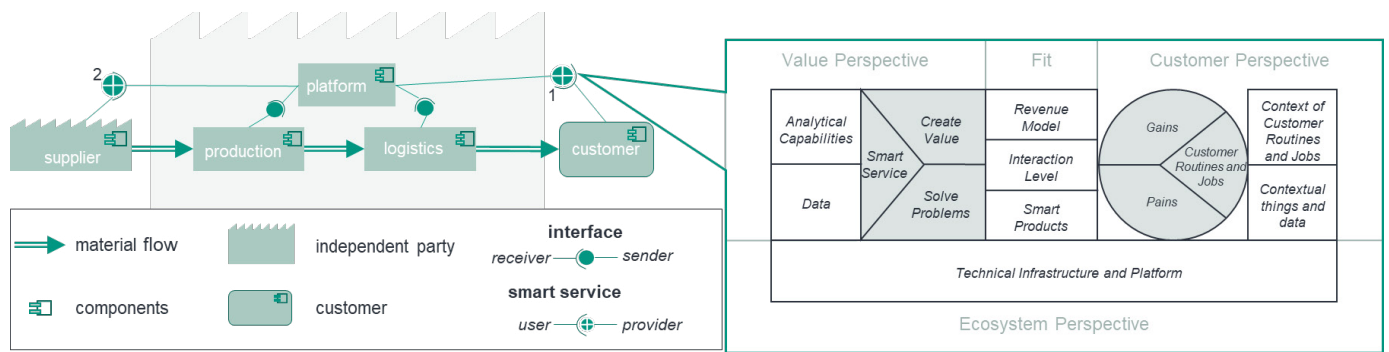 2
platform
1
supplier
production
logistics
customer
material flow
independent party
interface
receiver
sender
components
customer
smart service
user
provider
Value Perspective
Fit
Customer Perspective
Analytical
Capabilities
Data
Smart
Service
Create
Value
Solve
Problems
Revenue
Model
Interaction
Level
Smart
Products
Gains
Customer
Routines and
Jobs
Pains
Context of
Customer
Routines
and Jobs
Contextual
things and
data
Technical Infrastructure and Platform
Ecosystem Perspective